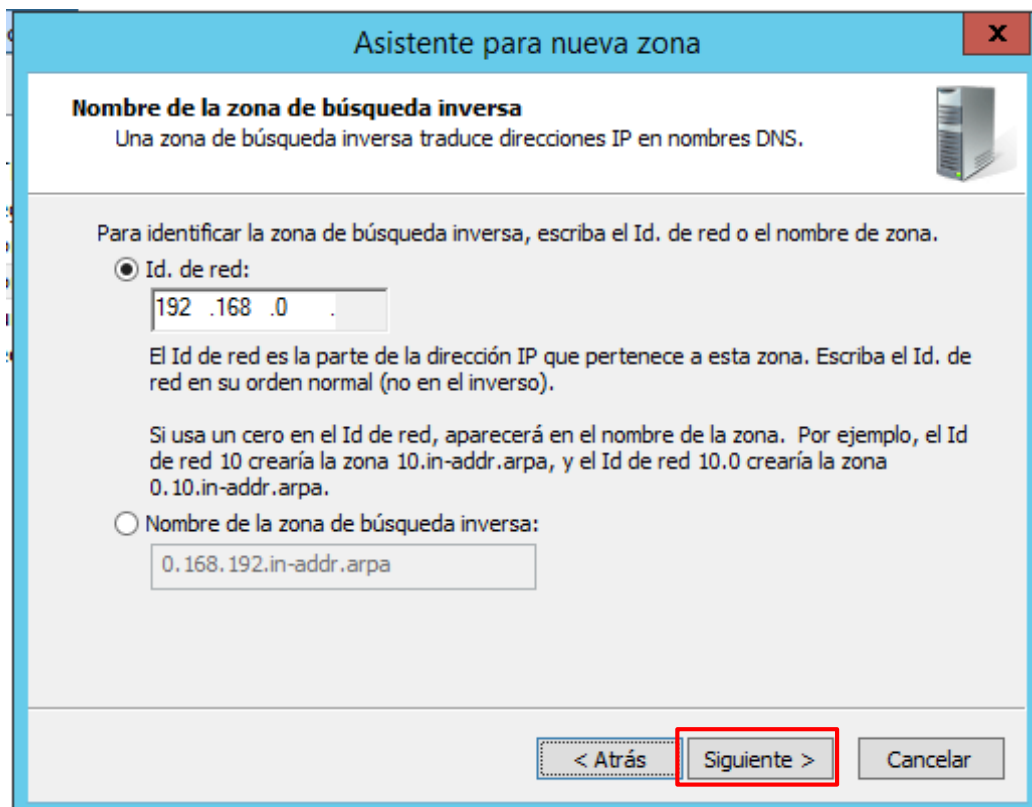 Asistente para nueva zona
x
Nombre de la zona de búsqueda inversa
Una zona de búsqueda inversa traduce direcciones IP en nombres DNS.
Para identificar la zona de búsqueda inversa, escriba el Id. de red o el nombre de zona.
Id. de red:
192 .168 .0 .
El Id de red es la parte de la dirección IP que pertenece a esta zona. Escriba el Id. de
red en su orden normal (no en el inverso).
Si usa un cero en el Id de red, aparecerá en el nombre de la zona. Por ejemplo, el Id
de red 10 crearía la zona 10.in-addr.arpa, y el Id de red 10.0 crearía la zona
0.10.in-addr.arpa.
Nombre de la zona de búsqueda inversa:
0.168.192.in-addr.arpa
< Atrás
Siguiente >
Cancelar